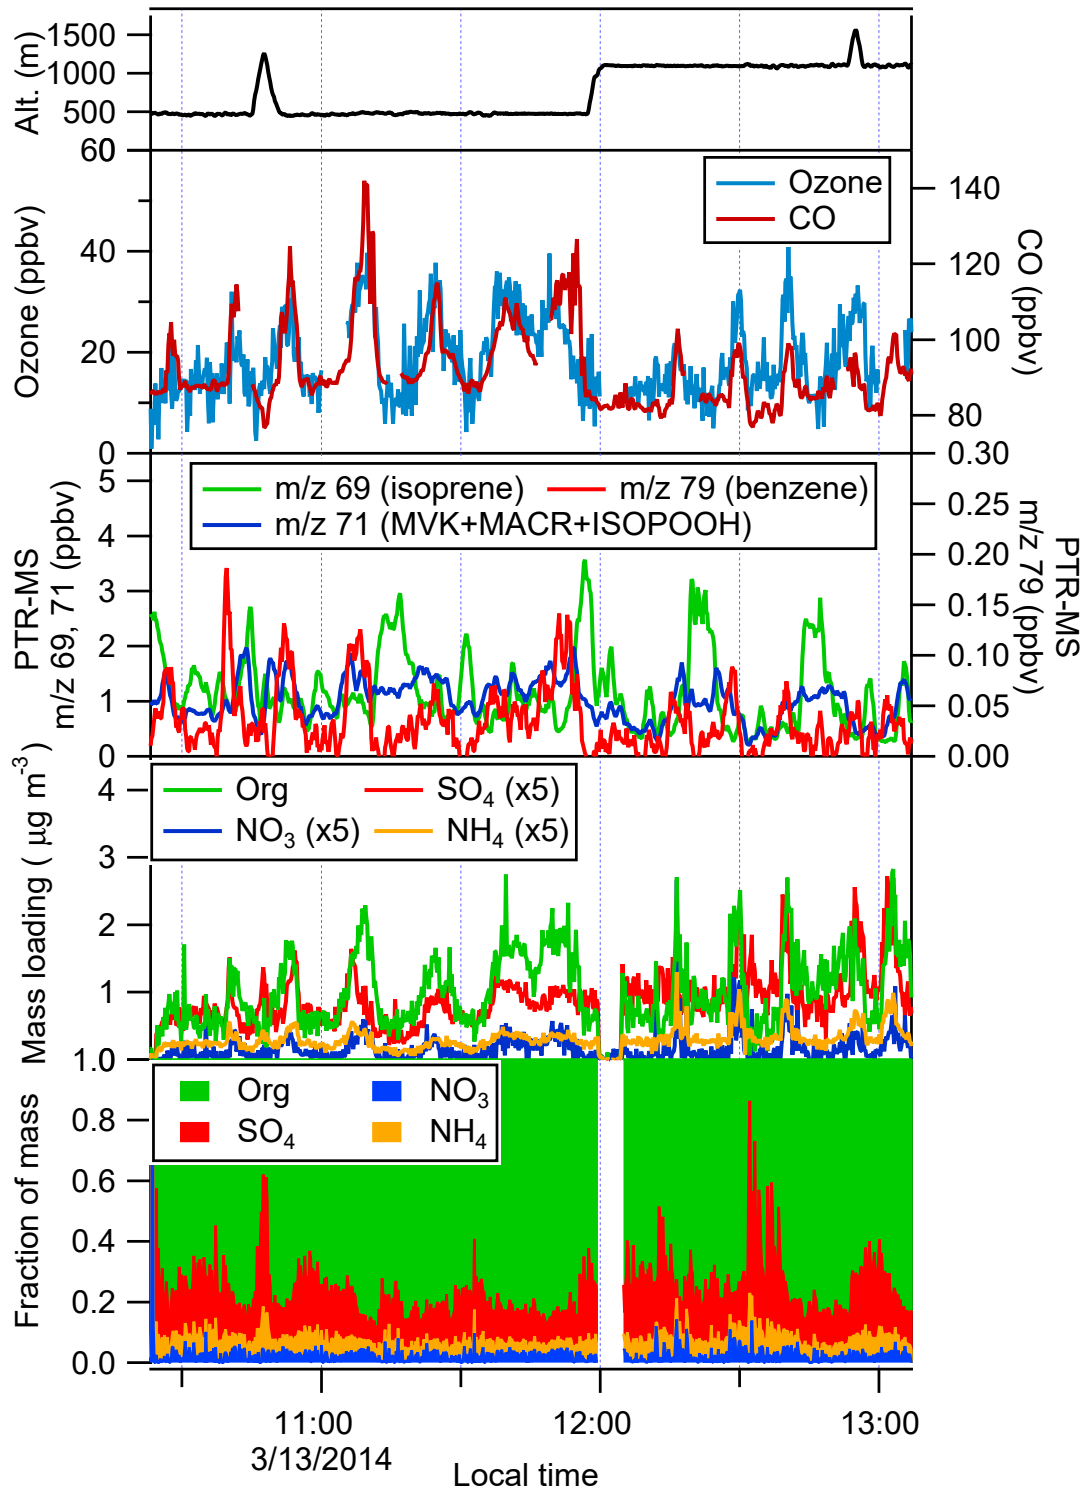 Alt. (m)
1500
1000
500
60
Ozone (ppbv)
40
20
0
Ozone
CO
140
120
100
80
CO (ppbv)
PTR-MS
m/z 69, 71 (ppbv)
5
4
3
2
1
0
m/z 69 (isoprene) m/z 79 (benzene)
m/z 71 (MVK+MACR+ISOPOOH)
0.30
0.25
0.20
0.15
0.10
0.05
0.00
PTR-MS
m/z 79 (ppbv)
Mass loading ( µg m⁻³)
4
3
2
1
Org SO₄ (x5)
NO₃ (x5) NH₄ (x5)
Fraction of mass
1.0
0.8
0.6
0.4
0.2
0.0
Org NO₃
SO₄ NH₄
11:00 12:00 13:00
3/13/2014
Local time